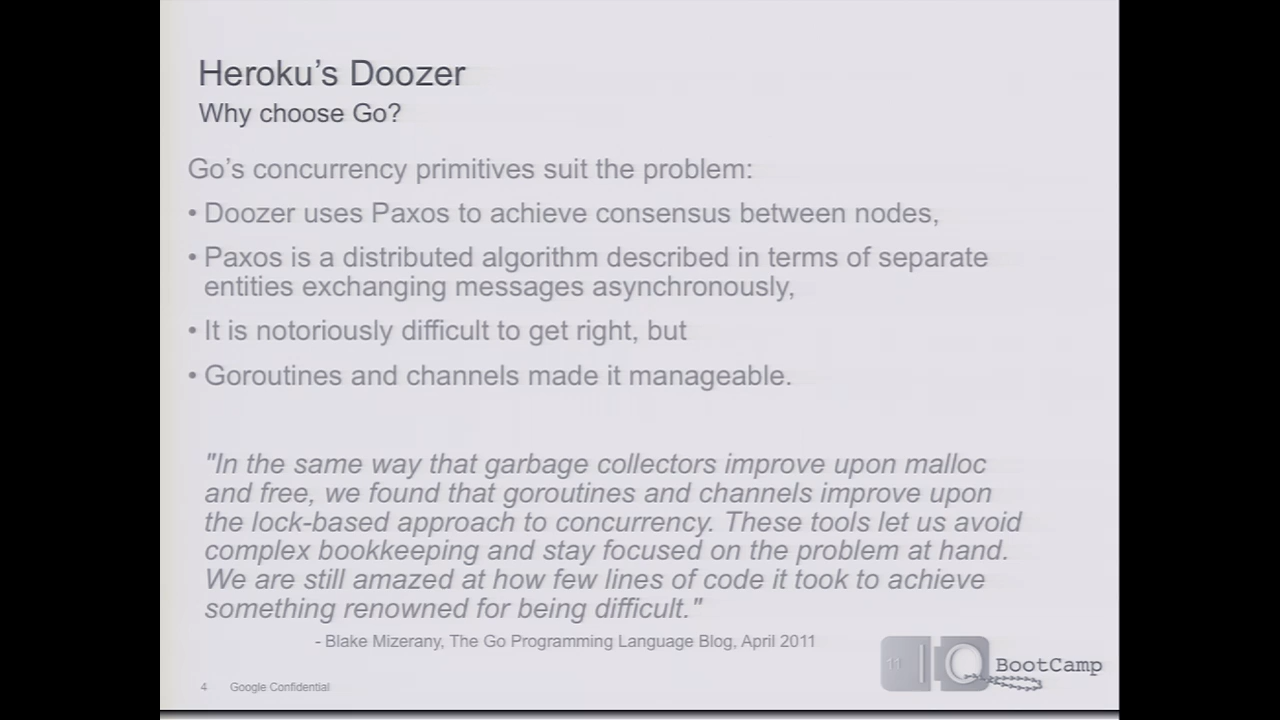 Heroku's Doozer
Why choose Go?
Go's concurrency primitives suit the problem:
• Doozer uses Paxos to achieve consensus between nodes,
• Paxos is a distributed algorithm described in terms of separate
entities exchanging messages asynchronously,
• It is notoriously difficult to get right, but
• Goroutines and channels made it manageable.
"In the same way that garbage collectors improve upon malloc
and free, we found that goroutines and channels improve upon
the lock-based approach to concurrency. These tools let us avoid
complex bookkeeping and stay focused on the problem at hand.
We are still amazed at how few lines of code it took to achieve
something renowned for being difficult."
- Blake Mizerany, The Go Programming Language Blog, April 2011
11 IO BootCamp
4 Google Confidential